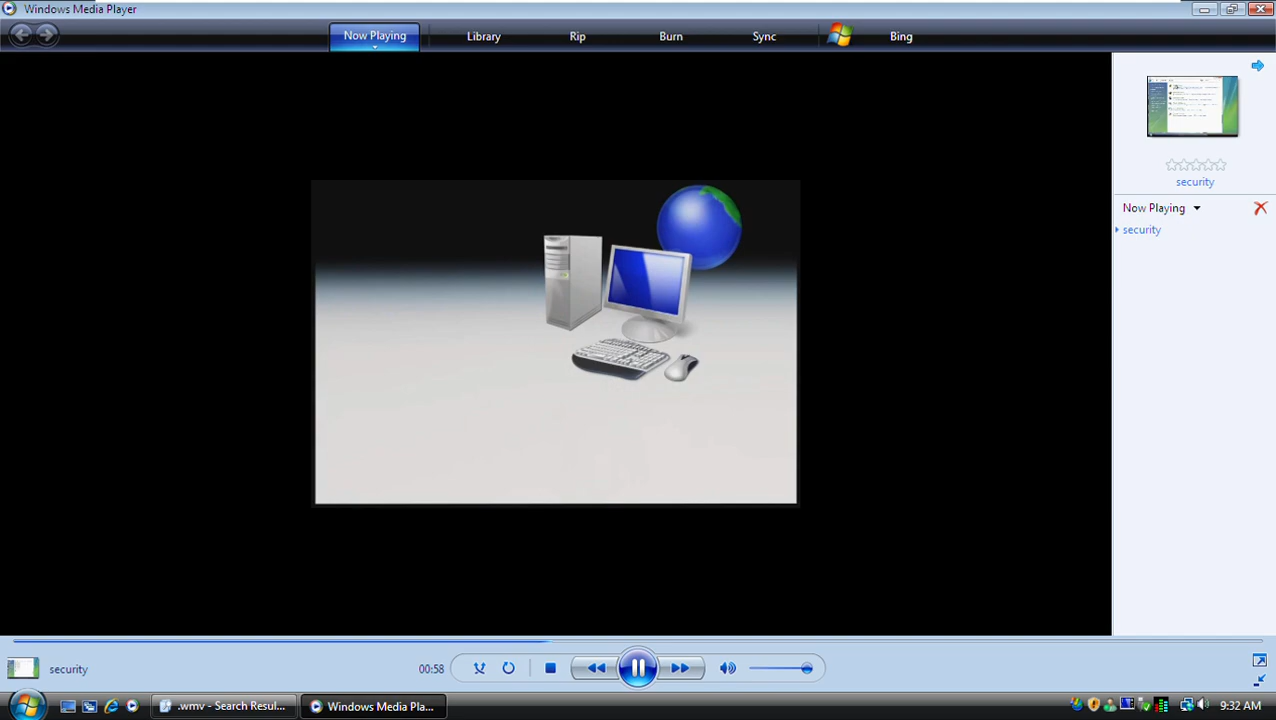 Windows Media Player
Now Playing
Library
Rip
Burn
Sync
Bing
security
Now Playing
security
security
00:58
.wmv - Search Resul...
Windows Media Pla...
9:32 AM